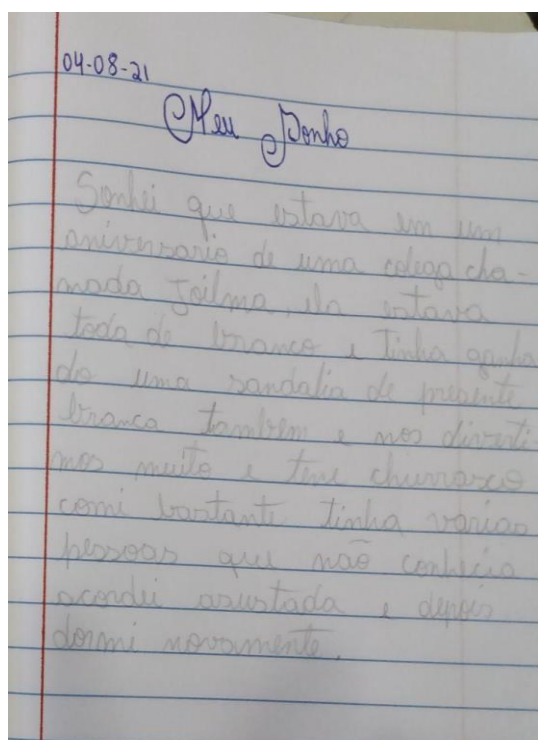 04-08-21
Meu Sonho
Sonhei que estava em um
aniversario de uma colega cha-
mada Joilma, ela estava
toda de branco e tinha ganha
do uma sandalia de presente
branca tambem e nos diverti-
mos muito e teve churrasco
comi bastante tinha varias
pessoas que não conhecia
acordei asustada e depois
dormi novamente.